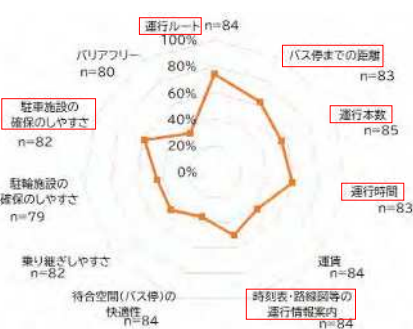 運行ルート n=84
100%
80%
60%
40%
20%
0%
バス停までの距離
n=83
運行本数
n=85
運行時間
n=83
運賃
n=84
時刻表・路線図等の
運行情報案内
n=84
待合空間(バス停)の
快適性
n=84
乗り継ぎしやすさ
n=82
駐輪施設の
確保のしやすさ
n=79
駐車施設の
確保のしやすさ
n=82
バリアフリー
n=80